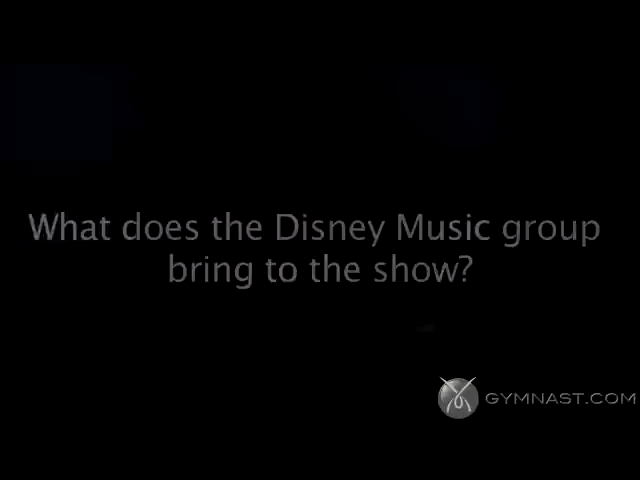 What does the Disney Music group
bring to the show?
GYMNAST.COM